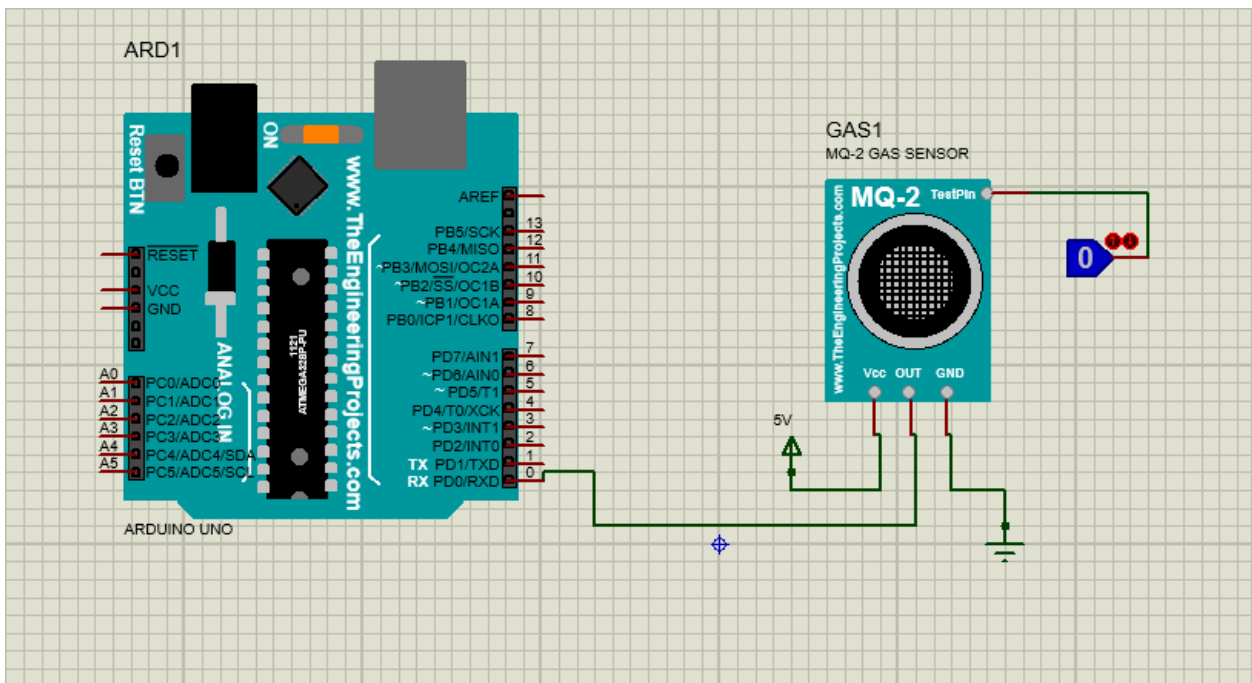 ARD1
Reset BTN
ON
www.TheEngineeringProjects.com
RESET
VCC
GND
ANALOG IN
1121
ATMEGA328P-PU
A0 PC0/ADC0
A1 PC1/ADC1
A2 PC2/ADC2
A3 PC3/ADC3
A4 PC4/ADC4/SDA
A5 PC5/ADC5/SCL
AREF
PB5/SCK 13
PB4/MISO 12
~PB3/MOSI/OC2A 11
~PB2/SS/OC1B 10
~PB1/OC1A 9
PB0/ICP1/CLKO 8
PD7/AIN1 7
~PD6/AIN0 6
~PD5/T1 5
PD4/T0/XCK 4
~PD3/INT1 3
PD2/INT0 2
TX PD1/TXD 1
RX PD0/RXD 0
ARDUINO UNO
GAS1
MQ-2 GAS SENSOR
MQ-2 TestPin
www.TheEngineeringProjects.com
Vcc OUT GND
0
5V